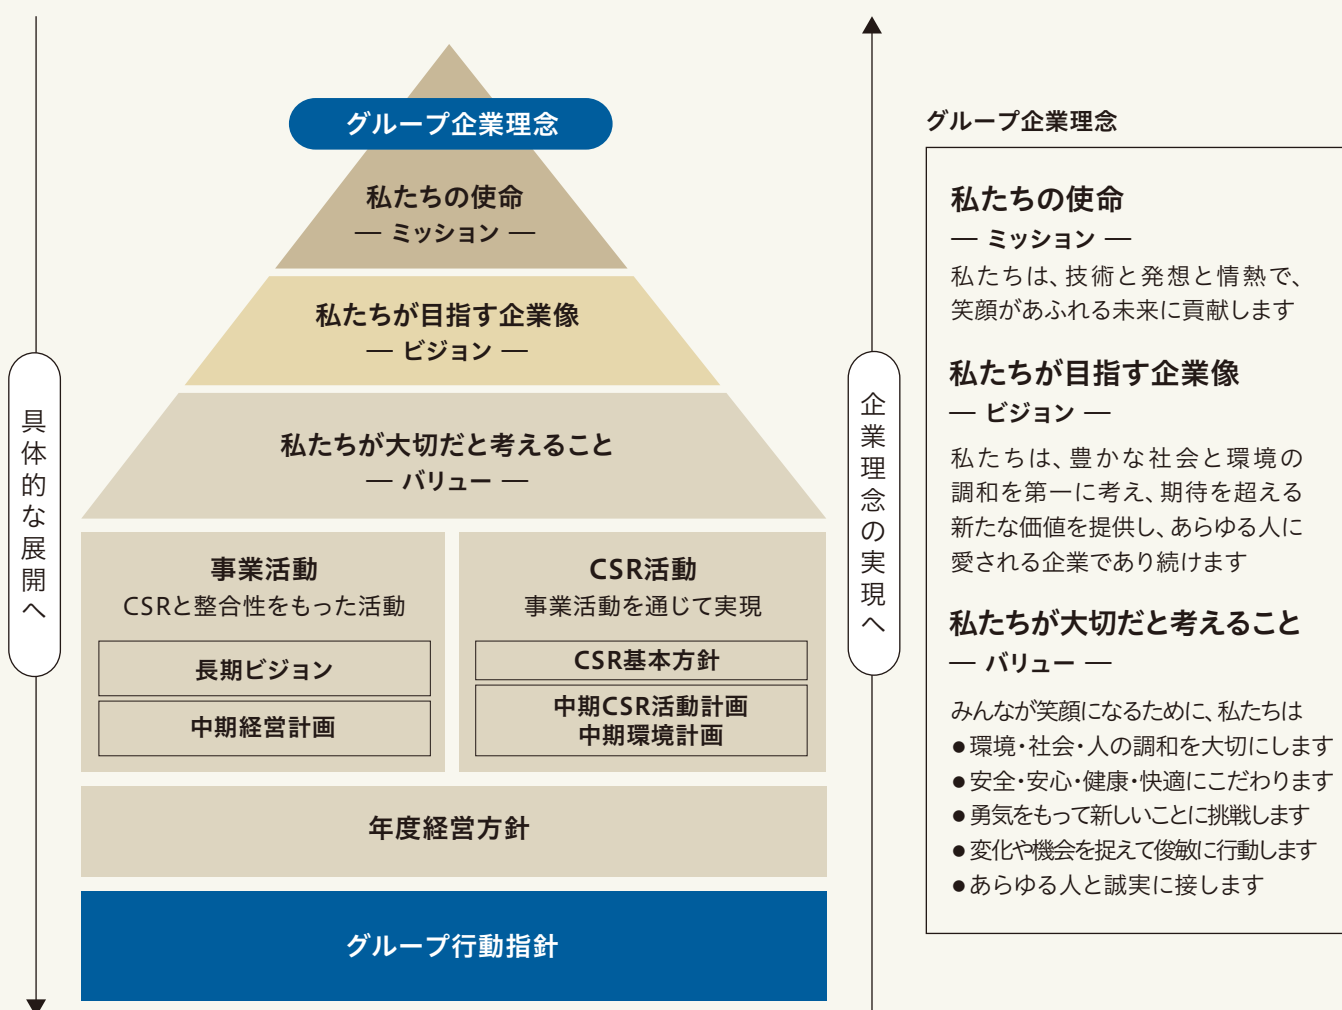 グループ企業理念
私たちの使命
― ミッション ―
私たちが目指す企業像
― ビジョン ―
私たちが大切だと考えること
― バリュー ―
事業活動
CSRと整合性をもった活動
長期ビジョン
中期経営計画
CSR活動
事業活動を通じて実現
CSR基本方針
中期CSR活動計画
中期環境計画
年度経営方針
グループ行動指針
具体的な展開へ
企業理念の実現へ
グループ企業理念
私たちの使命
― ミッション ―
私たちは、技術と発想と情熱で、
笑顔があふれる未来に貢献します
私たちが目指す企業像
― ビジョン ―
私たちは、豊かな社会と環境の
調和を第一に考え、期待を超える
新たな価値を提供し、あらゆる人に
愛される企業であり続けます
私たちが大切だと考えること
― バリュー ―
みんなが笑顔になるために、私たちは
●環境・社会・人の調和を大切にします
●安全・安心・健康・快適にこだわります
●勇気をもって新しいことに挑戦します
●変化や機会を捉えて俊敏に行動します
●あらゆる人と誠実に接します